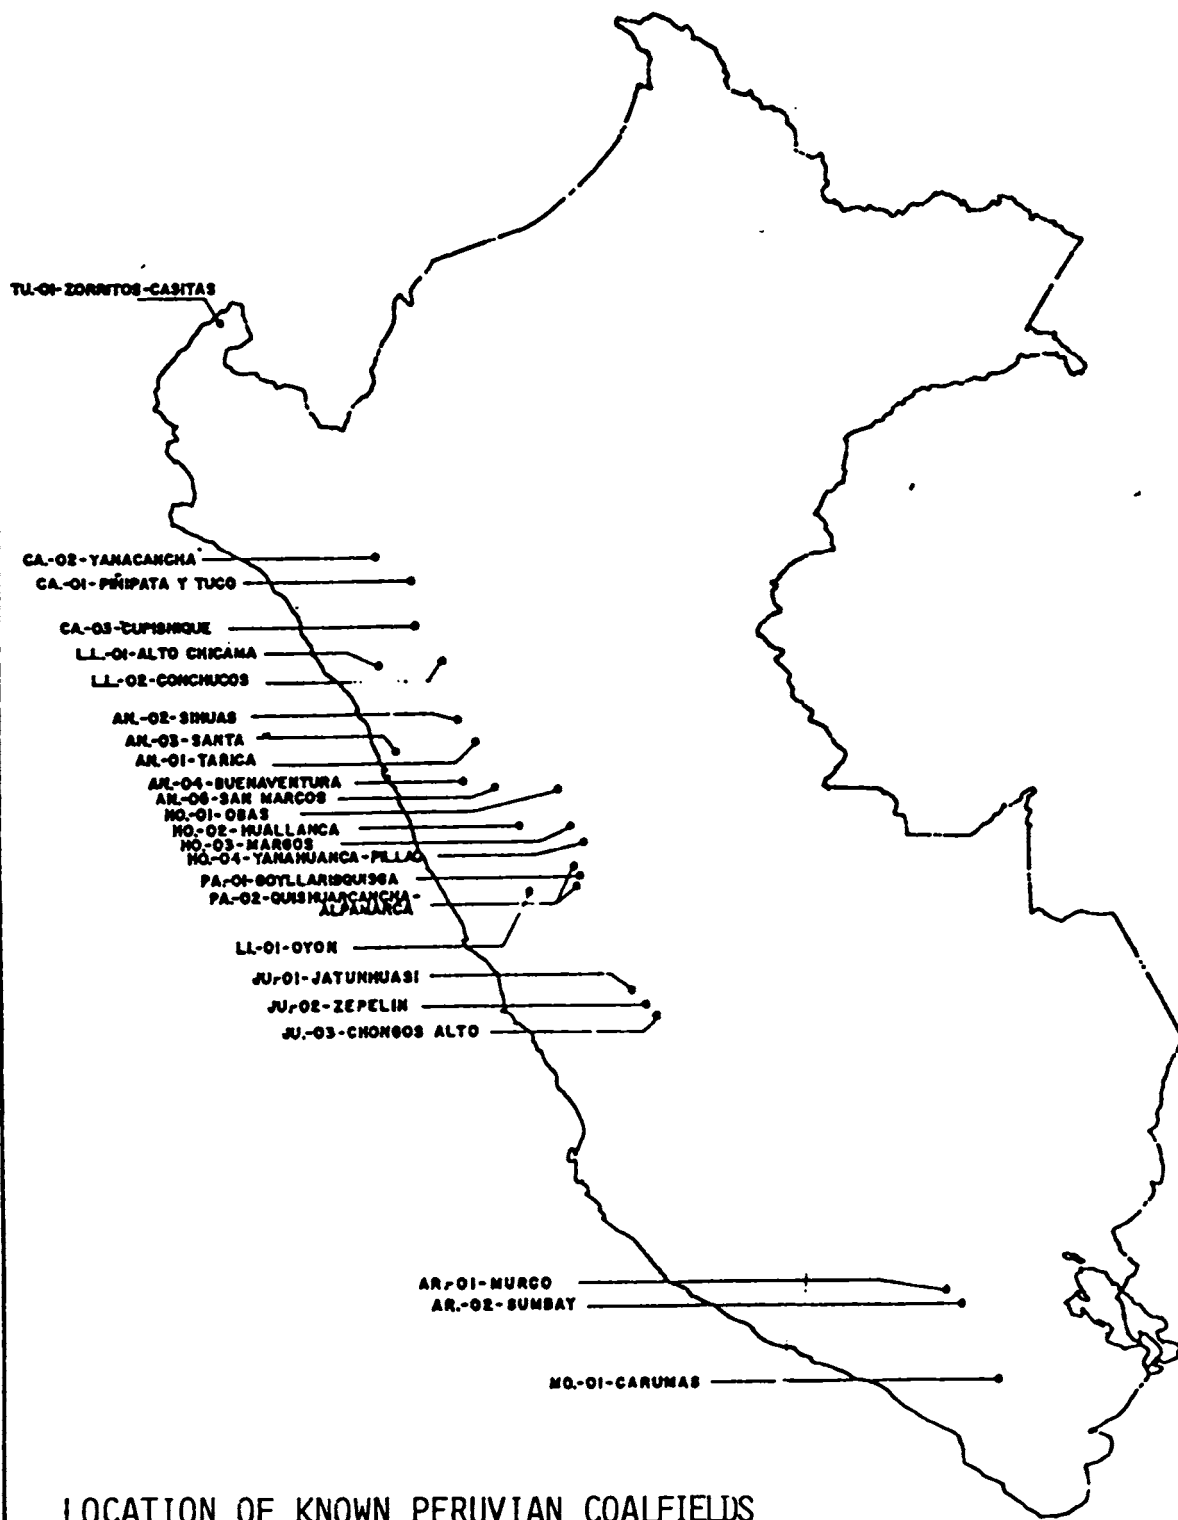 TU.-01-ZORRITOS-CASITAS
CA.-02-YANACANCHA
CA.-01-PIÑIPATA Y TUCO
CA.-03-CUPISNIQUE
L.L.-01-ALTO CHICAMA
L.L.-02-CONCHUCOS
AN.-02-SIHUAS
AN.-03-SANTA
AN.-01-TARICA
AN.-04-BUENAVENTURA
AN.-06-SAN MARCOS
HO.-01-OBAS
HO.-02-HUALLANCA
HO.-03-MARGOS
HO.-04-YANAHUANCA-PILLAO
PA.-01-GOYLLARISQUISGA
PA.-02-QUISHUARCANCHA-
ALPAMARCA
LI.-01-OYON
JU.-01-JATUNHUASI
JU.-02-ZEPELIN
JU.-03-CHONGOS ALTO
AR.-01-MURCO
AR.-02-SUMBAY
MO.-01-CARUMAS
LOCATION OF KNOWN PERUVIAN COALFIELDS